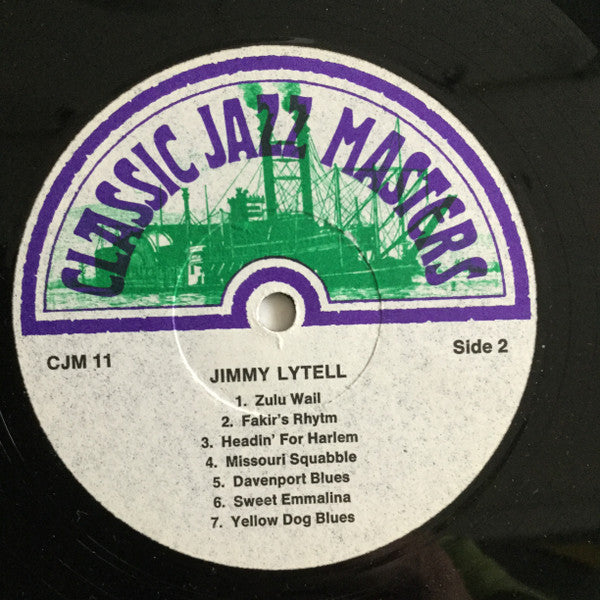 CLASSIC JAZZ MASTERS
CJM 11
Side 2
JIMMY LYTELL
1. Zulu Wail
2. Fakir's Rhytm
3. Headin' For Harlem
4. Missouri Squabble
5. Davenport Blues
6. Sweet Emmalina
7. Yellow Dog Blues